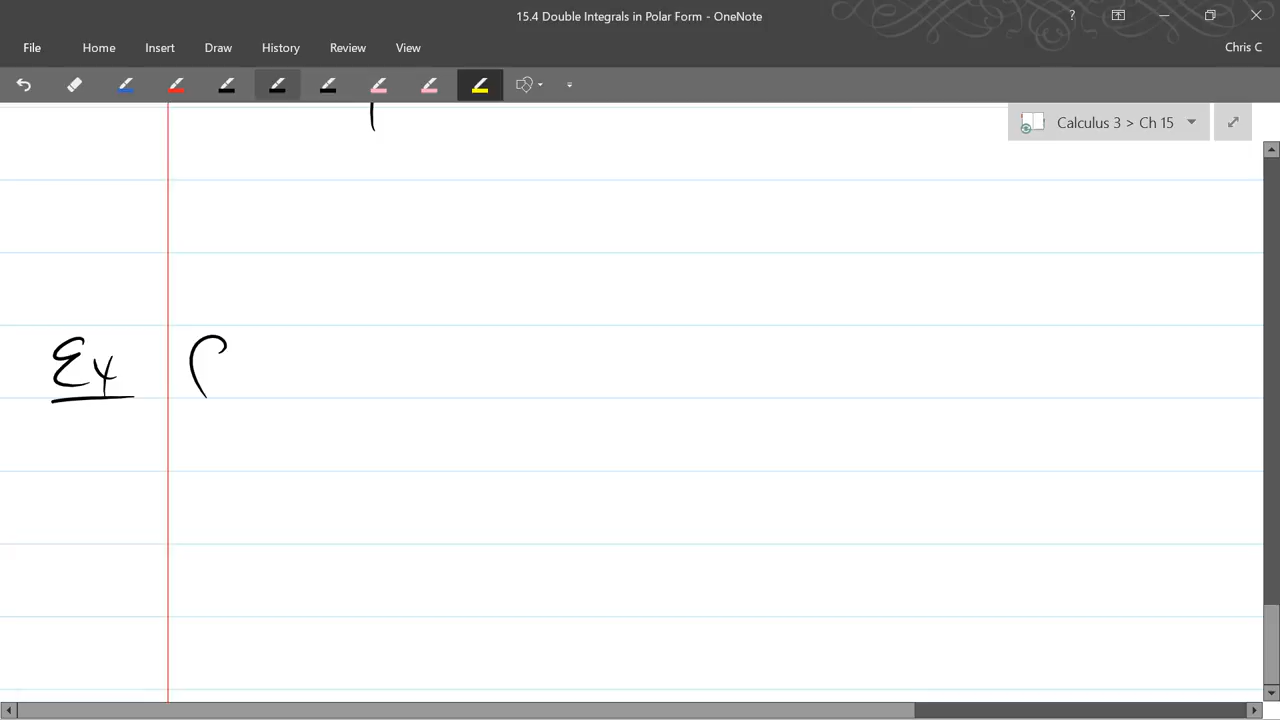 15.4 Double Integrals in Polar Form - OneNote
?
File Home Insert Draw History Review View Chris C
Calculus 3 > Ch 15
Ex